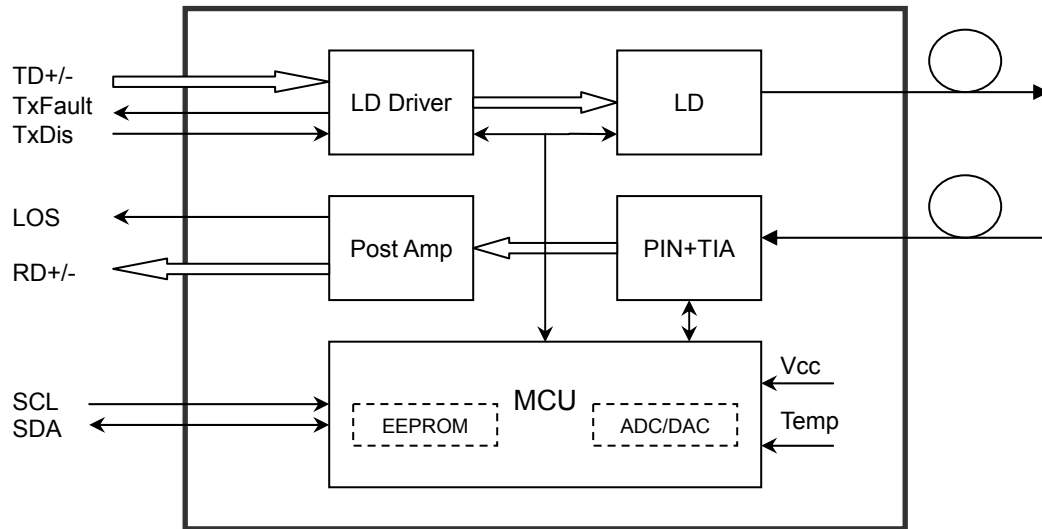 TD+/-
TxFault
TxDis
LD Driver
LD
LOS
RD+/-
Post Amp
PIN+TIA
SCL
SDA
MCU
EEPROM
ADC/DAC
Vcc
Temp